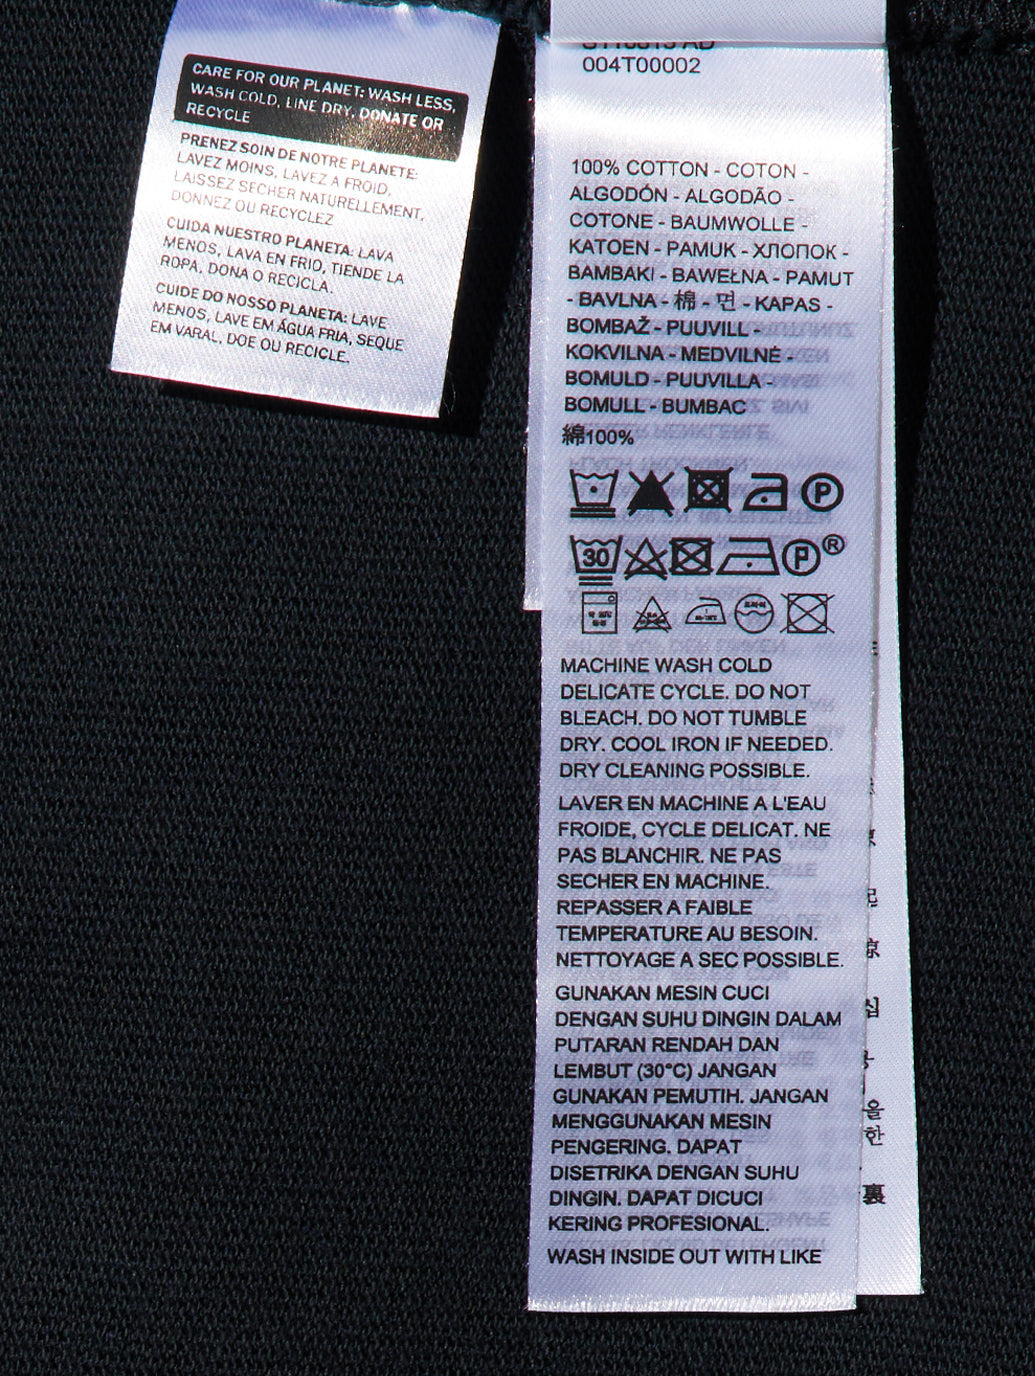 CARE FOR OUR PLANET: WASH LESS,
WASH COLD, LINE DRY, DONATE OR
RECYCLE
PRENEZ SOIN DE NOTRE PLANETE:
LAVEZ MOINS, LAVEZ A FROID,
LAISSEZ SECHER NATURELLEMENT,
DONNEZ OU RECYCLEZ
CUIDA NUESTRO PLANETA: LAVA
MENOS, LAVA EN FRIO, TIENDE LA
ROPA, DONA O RECICLA.
CUIDE DO NOSSO PLANETA: LAVE
MENOS, LAVE EM ÁGUA FRIA, SEQUE
EM VARAL, DOE OU RECICLE.
004T00002
100% COTTON - COTON -
ALGODÓN - ALGODÃO -
COTONE - BAUMWOLLE -
KATOEN - PAMUK - ХЛОПОК -
BAMBAKI - BAWEŁNA - PAMUT
- BAVLNA - 棉 - 면 - KAPAS -
BOMBAŽ - PUUVILL -
KOKVILNA - MEDVILNĖ -
BOMULD - PUUVILLA -
BOMULL - BUMBAC
綿100%
P
30 P ®
MACHINE WASH COLD
DELICATE CYCLE. DO NOT
BLEACH. DO NOT TUMBLE
DRY. COOL IRON IF NEEDED.
DRY CLEANING POSSIBLE.
LAVER EN MACHINE A L'EAU
FROIDE, CYCLE DELICAT. NE
PAS BLANCHIR. NE PAS
SECHER EN MACHINE.
REPASSER A FAIBLE
TEMPERATURE AU BESOIN.
NETTOYAGE A SEC POSSIBLE.
GUNAKAN MESIN CUCI
DENGAN SUHU DINGIN DALAM
PUTARAN RENDAH DAN
LEMBUT (30°C) JANGAN
GUNAKAN PEMUTIH. JANGAN
MENGGUNAKAN MESIN
PENGERING. DAPAT
DISETRIKA DENGAN SUHU
DINGIN. DAPAT DICUCI
KERING PROFESIONAL.
WASH INSIDE OUT WITH LIKE
을
한
裏